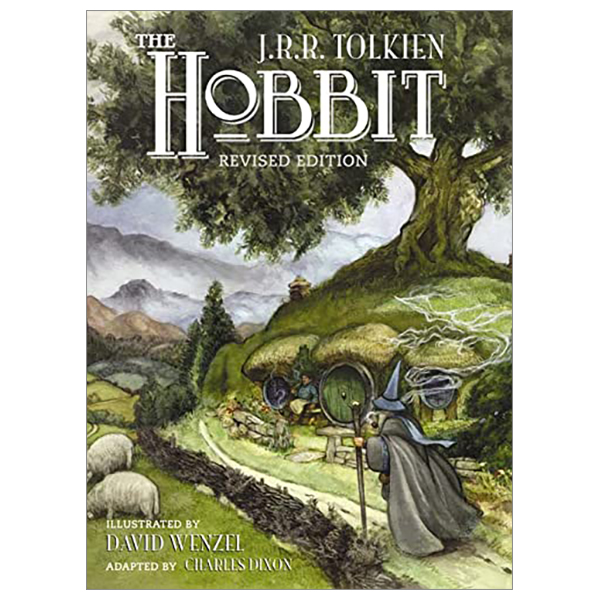 THE
J.R.R. TOLKIEN
HOBBIT
REVISED EDITION
ILLUSTRATED BY
DAVID WENZEL
ADAPTED BY CHARLES DIXON